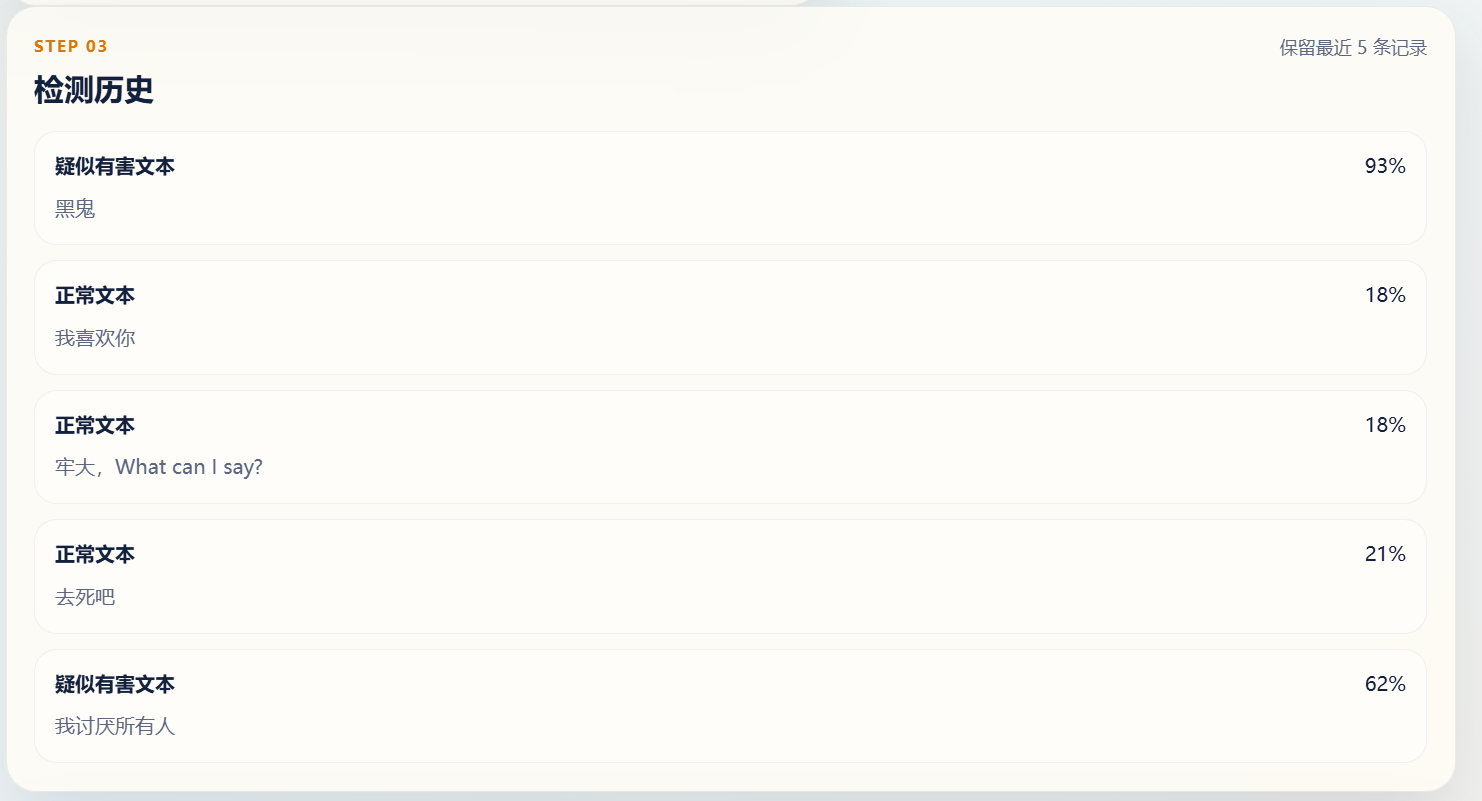 STEP 03
保留最近 5 条记录
检测历史
疑似有害文本
93%
黑鬼
正常文本
18%
我喜欢你
正常文本
18%
牢大，What can I say?
正常文本
21%
去死吧
疑似有害文本
62%
我讨厌所有人